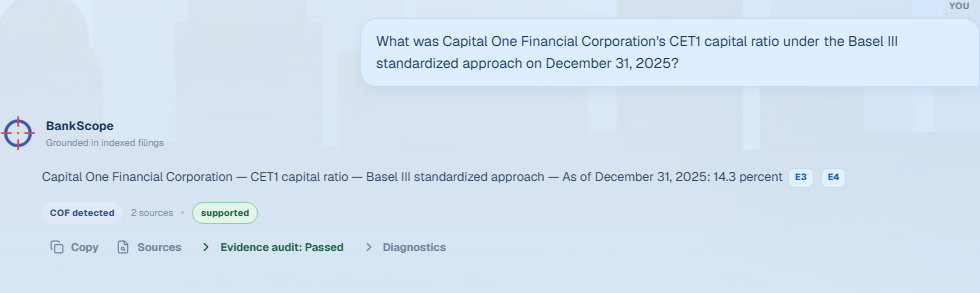 YOU
What was Capital One Financial Corporation's CET1 capital ratio under the Basel III
standardized approach on December 31, 2025?
BankScope
Grounded in indexed filings
Capital One Financial Corporation — CET1 capital ratio — Basel III standardized approach — As of December 31, 2025: 14.3 percent E3 E4
COF detected 2 sources • supported
Copy Sources Evidence audit: Passed Diagnostics